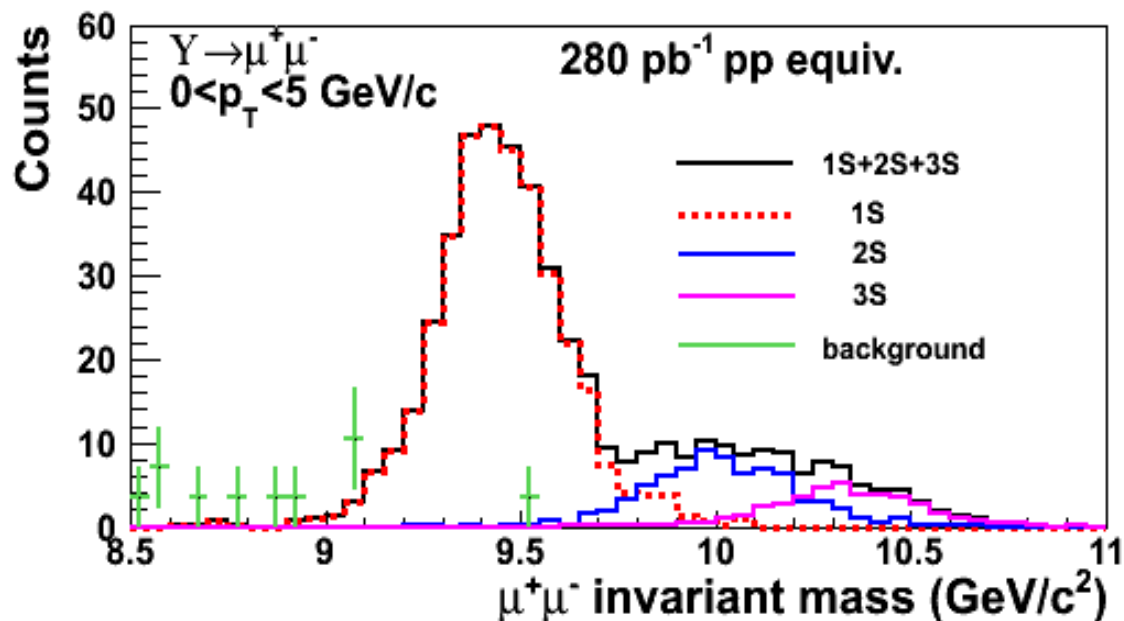 Υ→μ⁺μ⁻
0<p_T<5 GeV/c
280 pb⁻¹ pp equiv.
Counts
60
50
40
30
20
10
0
1S+2S+3S
1S
2S
3S
background
8.5 9 9.5 10 10.5 11
μ⁺μ⁻ invariant mass (GeV/c²)